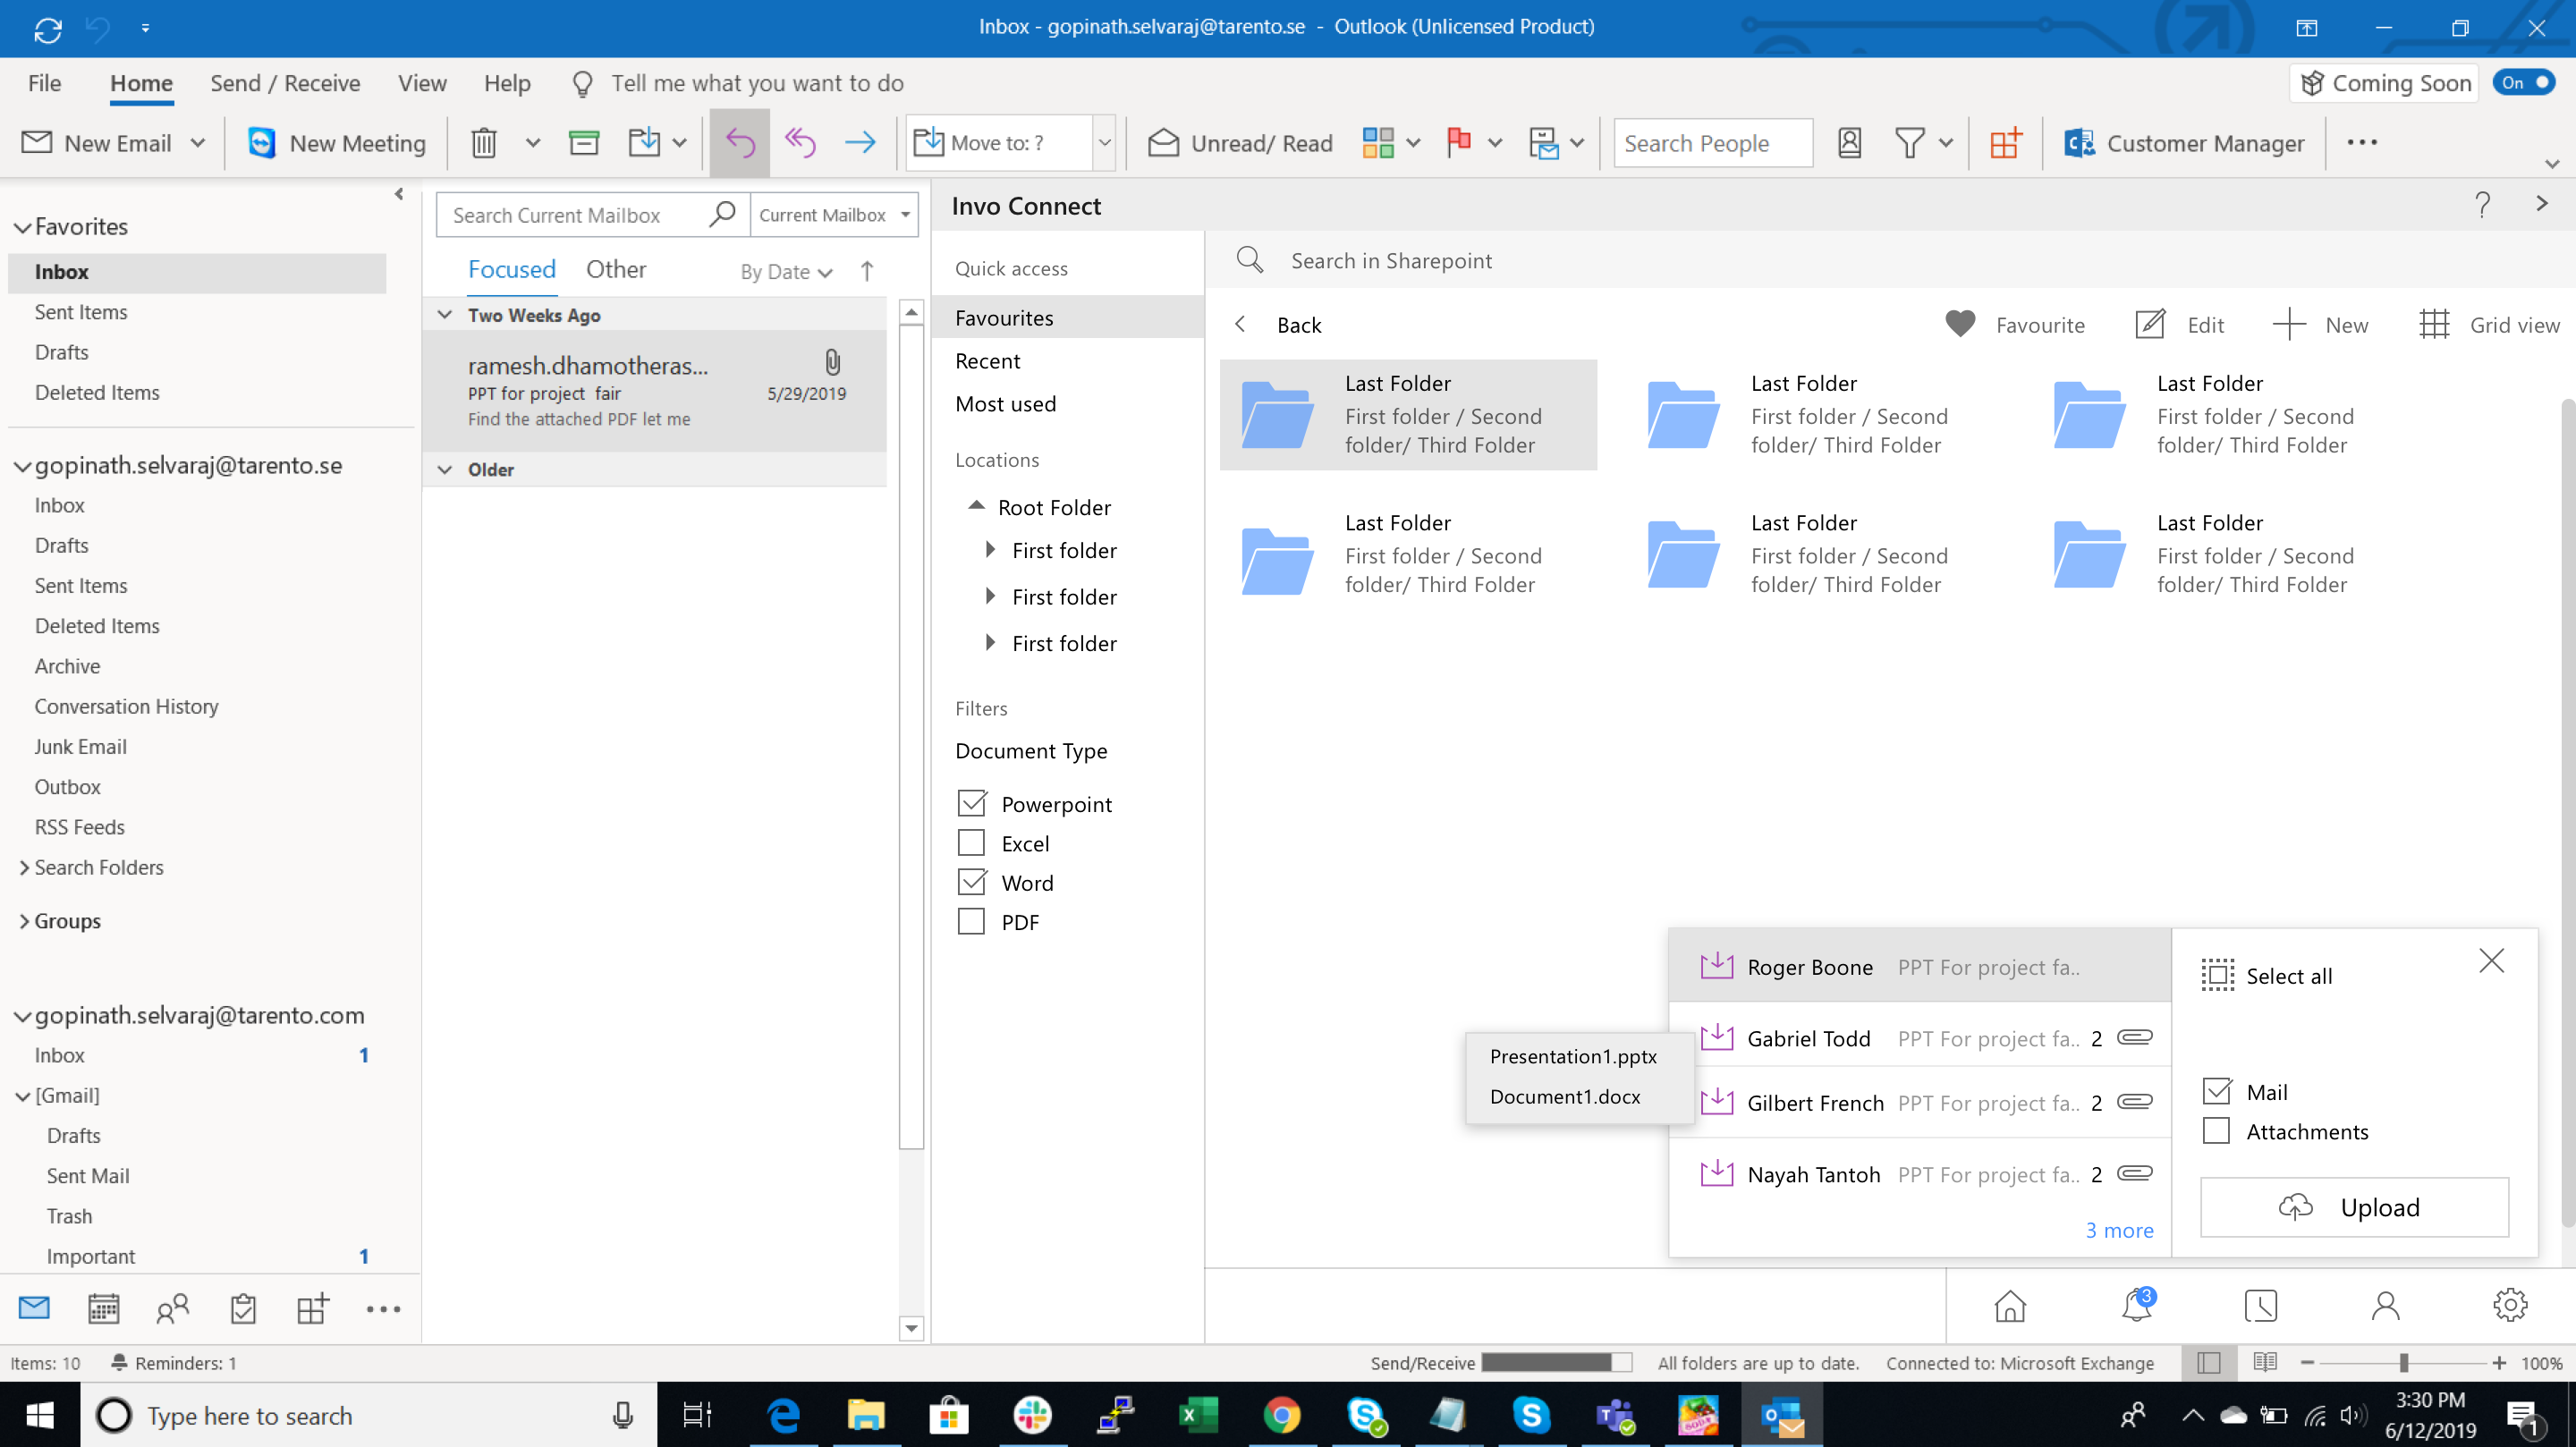 Inbox - gopinath.selvaraj@tarento.se - Outlook (Unlicensed Product)
File Home Send / Receive View Help Tell me what you want to do
Coming Soon On
New Email New Meeting Move to: ? Unread/ Read Search People Customer Manager
Favorites
Inbox
Sent Items
Drafts
Deleted Items
gopinath.selvaraj@tarento.se
Inbox
Drafts
Sent Items
Deleted Items
Archive
Conversation History
Junk Email
Outbox
RSS Feeds
Search Folders
Groups
gopinath.selvaraj@tarento.com
Inbox 1
[Gmail]
Drafts
Sent Mail
Trash
Important 1
Search Current Mailbox Current Mailbox
Focused Other By Date
Two Weeks Ago
ramesh.dhamotheras...
PPT for project fair 5/29/2019
Find the attached PDF let me
Older
Invo Connect
Quick access
Favourites
Recent
Most used
Locations
Root Folder
First folder
First folder
First folder
Filters
Document Type
Powerpoint
Excel
Word
PDF
Search in Sharepoint
Back Favourite Edit New Grid view
Last Folder
First folder / Second
folder/ Third Folder
Last Folder
First folder / Second
folder/ Third Folder
Last Folder
First folder / Second
folder/ Third Folder
Last Folder
First folder / Second
folder/ Third Folder
Last Folder
First folder / Second
folder/ Third Folder
Last Folder
First folder / Second
folder/ Third Folder
Presentation1.pptx
Document1.docx
Roger Boone PPT For project fa..
Gabriel Todd PPT For project fa.. 2
Gilbert French PPT For project fa.. 2
Nayah Tantoh PPT For project fa.. 2
3 more
Select all
Mail
Attachments
Upload
3
Items: 10 Reminders: 1
Send/Receive All folders are up to date. Connected to: Microsoft Exchange 100%
Type here to search
3:30 PM
6/12/2019
1